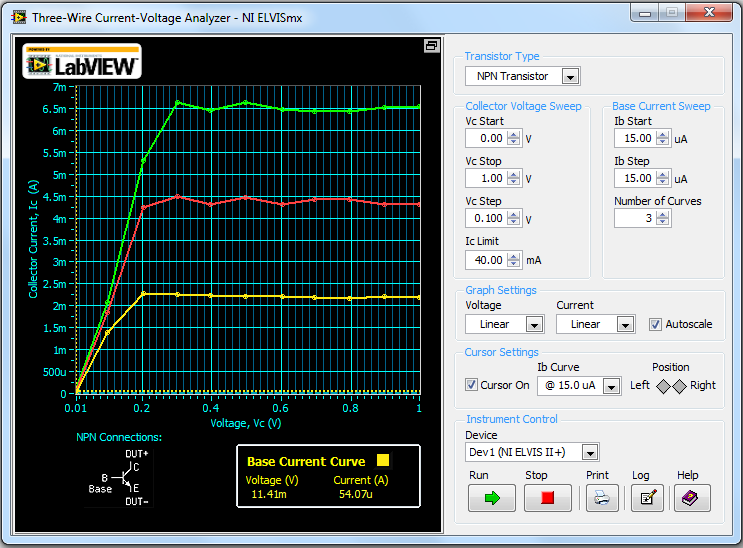 Three-Wire Current-Voltage Analyzer - NI ELVISmx
POWERED BY
LabVIEW™
7m
6.5m
6m
5.5m
5m
4.5m
4m
3.5m
3m
2.5m
2m
1.5m
1m
500u
0
Collector Current, Ic (A)
0.01 0.2 0.4 0.6 0.8 1
Voltage, Vc (V)
NPN Connections:
DUT+
C
B
Base
E
DUT-
Base Current Curve
Voltage (V) Current (A)
11.41m 54.07u
Transistor Type
NPN Transistor
Collector Voltage Sweep
Vc Start
0.00 V
Vc Stop
1.00 V
Vc Step
0.100 V
Ic Limit
40.00 mA
Base Current Sweep
Ib Start
15.00 uA
Ib Step
15.00 uA
Number of Curves
3
Graph Settings
Voltage Current
Linear Linear Autoscale
Cursor Settings
Ib Curve Position
Cursor On @ 15.0 uA Left Right
Instrument Control
Device
Dev1 (NI ELVIS II+)
Run Stop Print Log Help